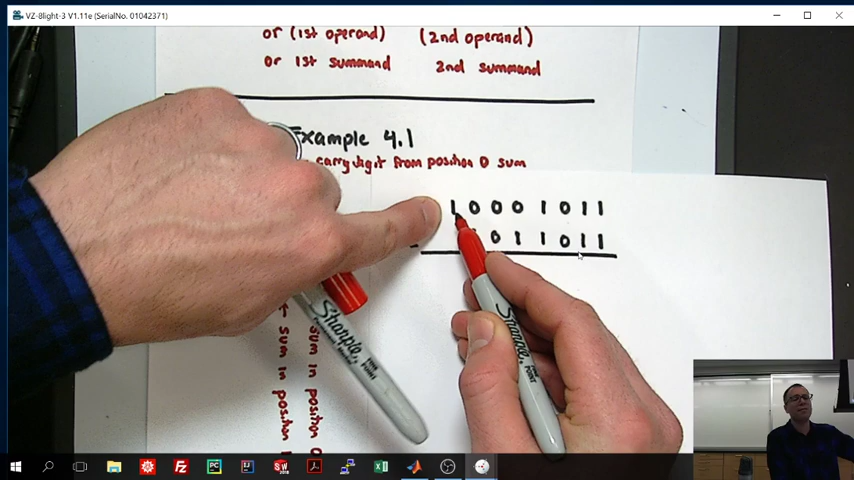 VZ-8light-3 V1.11e (SerialNo. 01042371)
or (1st operand) (2nd operand)
or 1st summand 2nd summand
Example 4.1
carry digit from position 0 sum
1 0 0 0 1 0 1 1
0 1 1 0 1 1
Sharpie
Sharpie
sum in position
sum in position